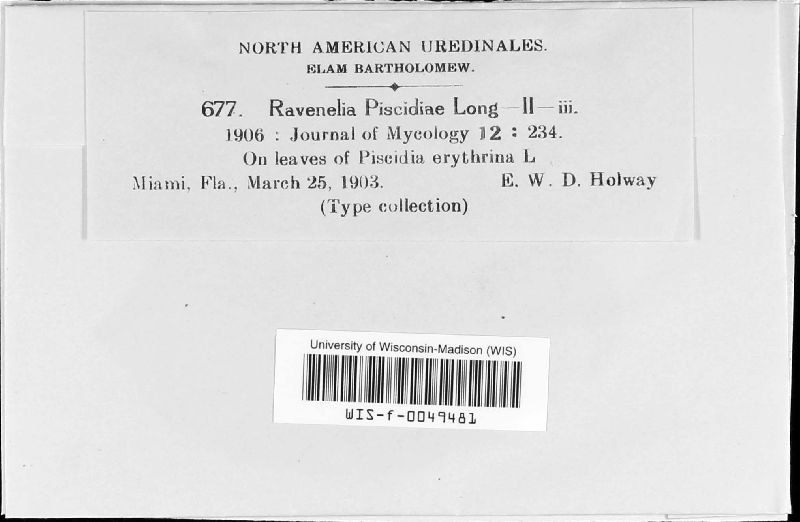 NORTH AMERICAN UREDINALES.
ELAM BARTHOLOMEW.
677. Ravenelia Piscidiae Long—II—iii.
1906 : Journal of Mycology 12 : 234.
On leaves of Piscidia erythrina L
Miami, Fla., March 25, 1903. E. W. D. Holway
(Type collection)
University of Wisconsin-Madison (WIS)
WIS-f-0049481